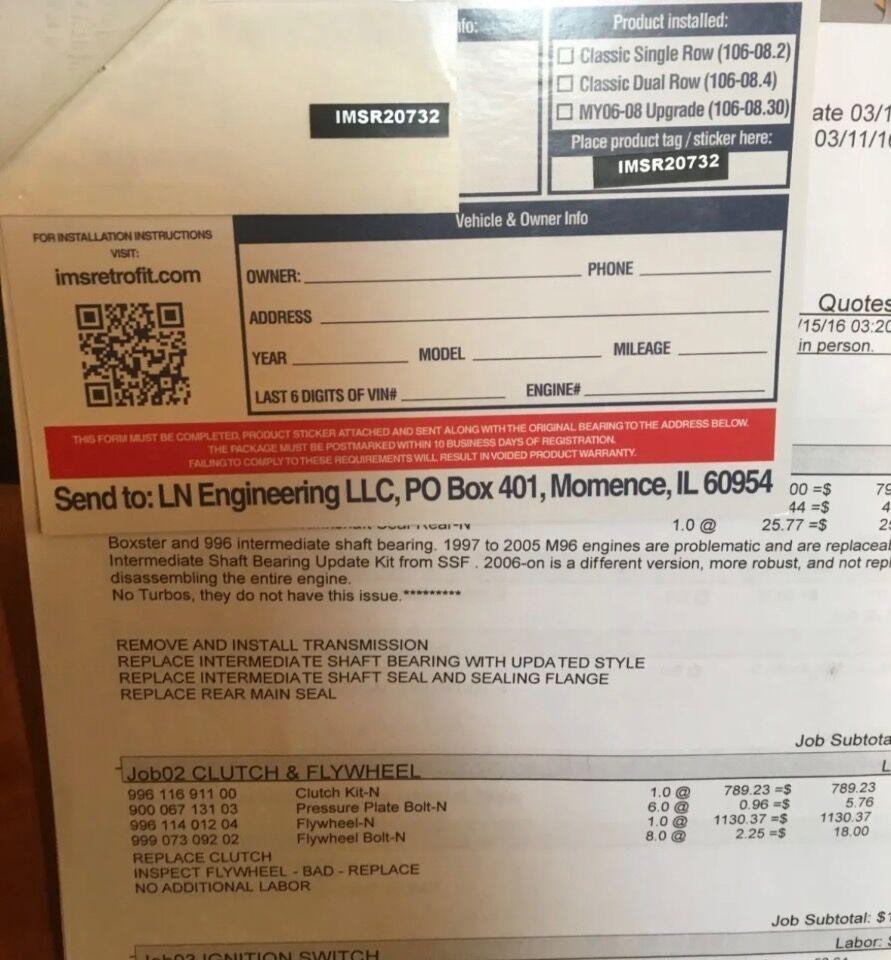 Product installed:
Classic Single Row (106-08.2)
Classic Dual Row (106-08.4)
MY06-08 Upgrade (106-08.30)
Place product tag / sticker here:
IMSR20732
IMSR20732
FOR INSTALLATION INSTRUCTIONS
VISIT:
imsretrofit.com
Vehicle & Owner Info
OWNER: PHONE
ADDRESS
YEAR MODEL MILEAGE
LAST 6 DIGITS OF VIN# ENGINE#
THIS FORM MUST BE COMPLETED, PRODUCT STICKER ATTACHED AND SENT ALONG WITH THE ORIGINAL BEARING TO THE ADDRESS BELOW.
THE PACKAGE MUST BE POSTMARKED WITHIN 10 BUSINESS DAYS OF REGISTRATION.
FAILING TO COMPLY TO THESE REQUIREMENTS WILL RESULT IN VOIDED PRODUCT WARRANTY.
Send to: LN Engineering LLC, PO Box 401, Momence, IL 60954
ate 03/1
03/11/16
Quotes
/15/16 03:20
in person.
00 =$ 79
44 =$ 4
1.0 @ 25.77 =$ 2
Boxster and 996 intermediate shaft bearing. 1997 to 2005 M96 engines are problematic and are replaceab
Intermediate Shaft Bearing Update Kit from SSF . 2006-on is a different version, more robust, and not repl
disassembling the entire engine.
No Turbos, they do not have this issue.*********
REMOVE AND INSTALL TRANSMISSION
REPLACE INTERMEDIATE SHAFT BEARING WITH UPDATED STYLE
REPLACE INTERMEDIATE SHAFT SEAL AND SEALING FLANGE
REPLACE REAR MAIN SEAL
Job Subtota
Job02 CLUTCH & FLYWHEEL L
996 116 911 00 Clutch Kit-N 1.0 @ 789.23 =$ 789.23
900 067 131 03 Pressure Plate Bolt-N 6.0 @ 0.96 =$ 5.76
996 114 012 04 Flywheel-N 1.0 @ 1130.37 =$ 1130.37
999 073 092 02 Flywheel Bolt-N 8.0 @ 2.25 =$ 18.00
REPLACE CLUTCH
INSPECT FLYWHEEL - BAD - REPLACE
NO ADDITIONAL LABOR
Job Subtotal: $1
Labor: $
Job03 IGNITION SWITCH